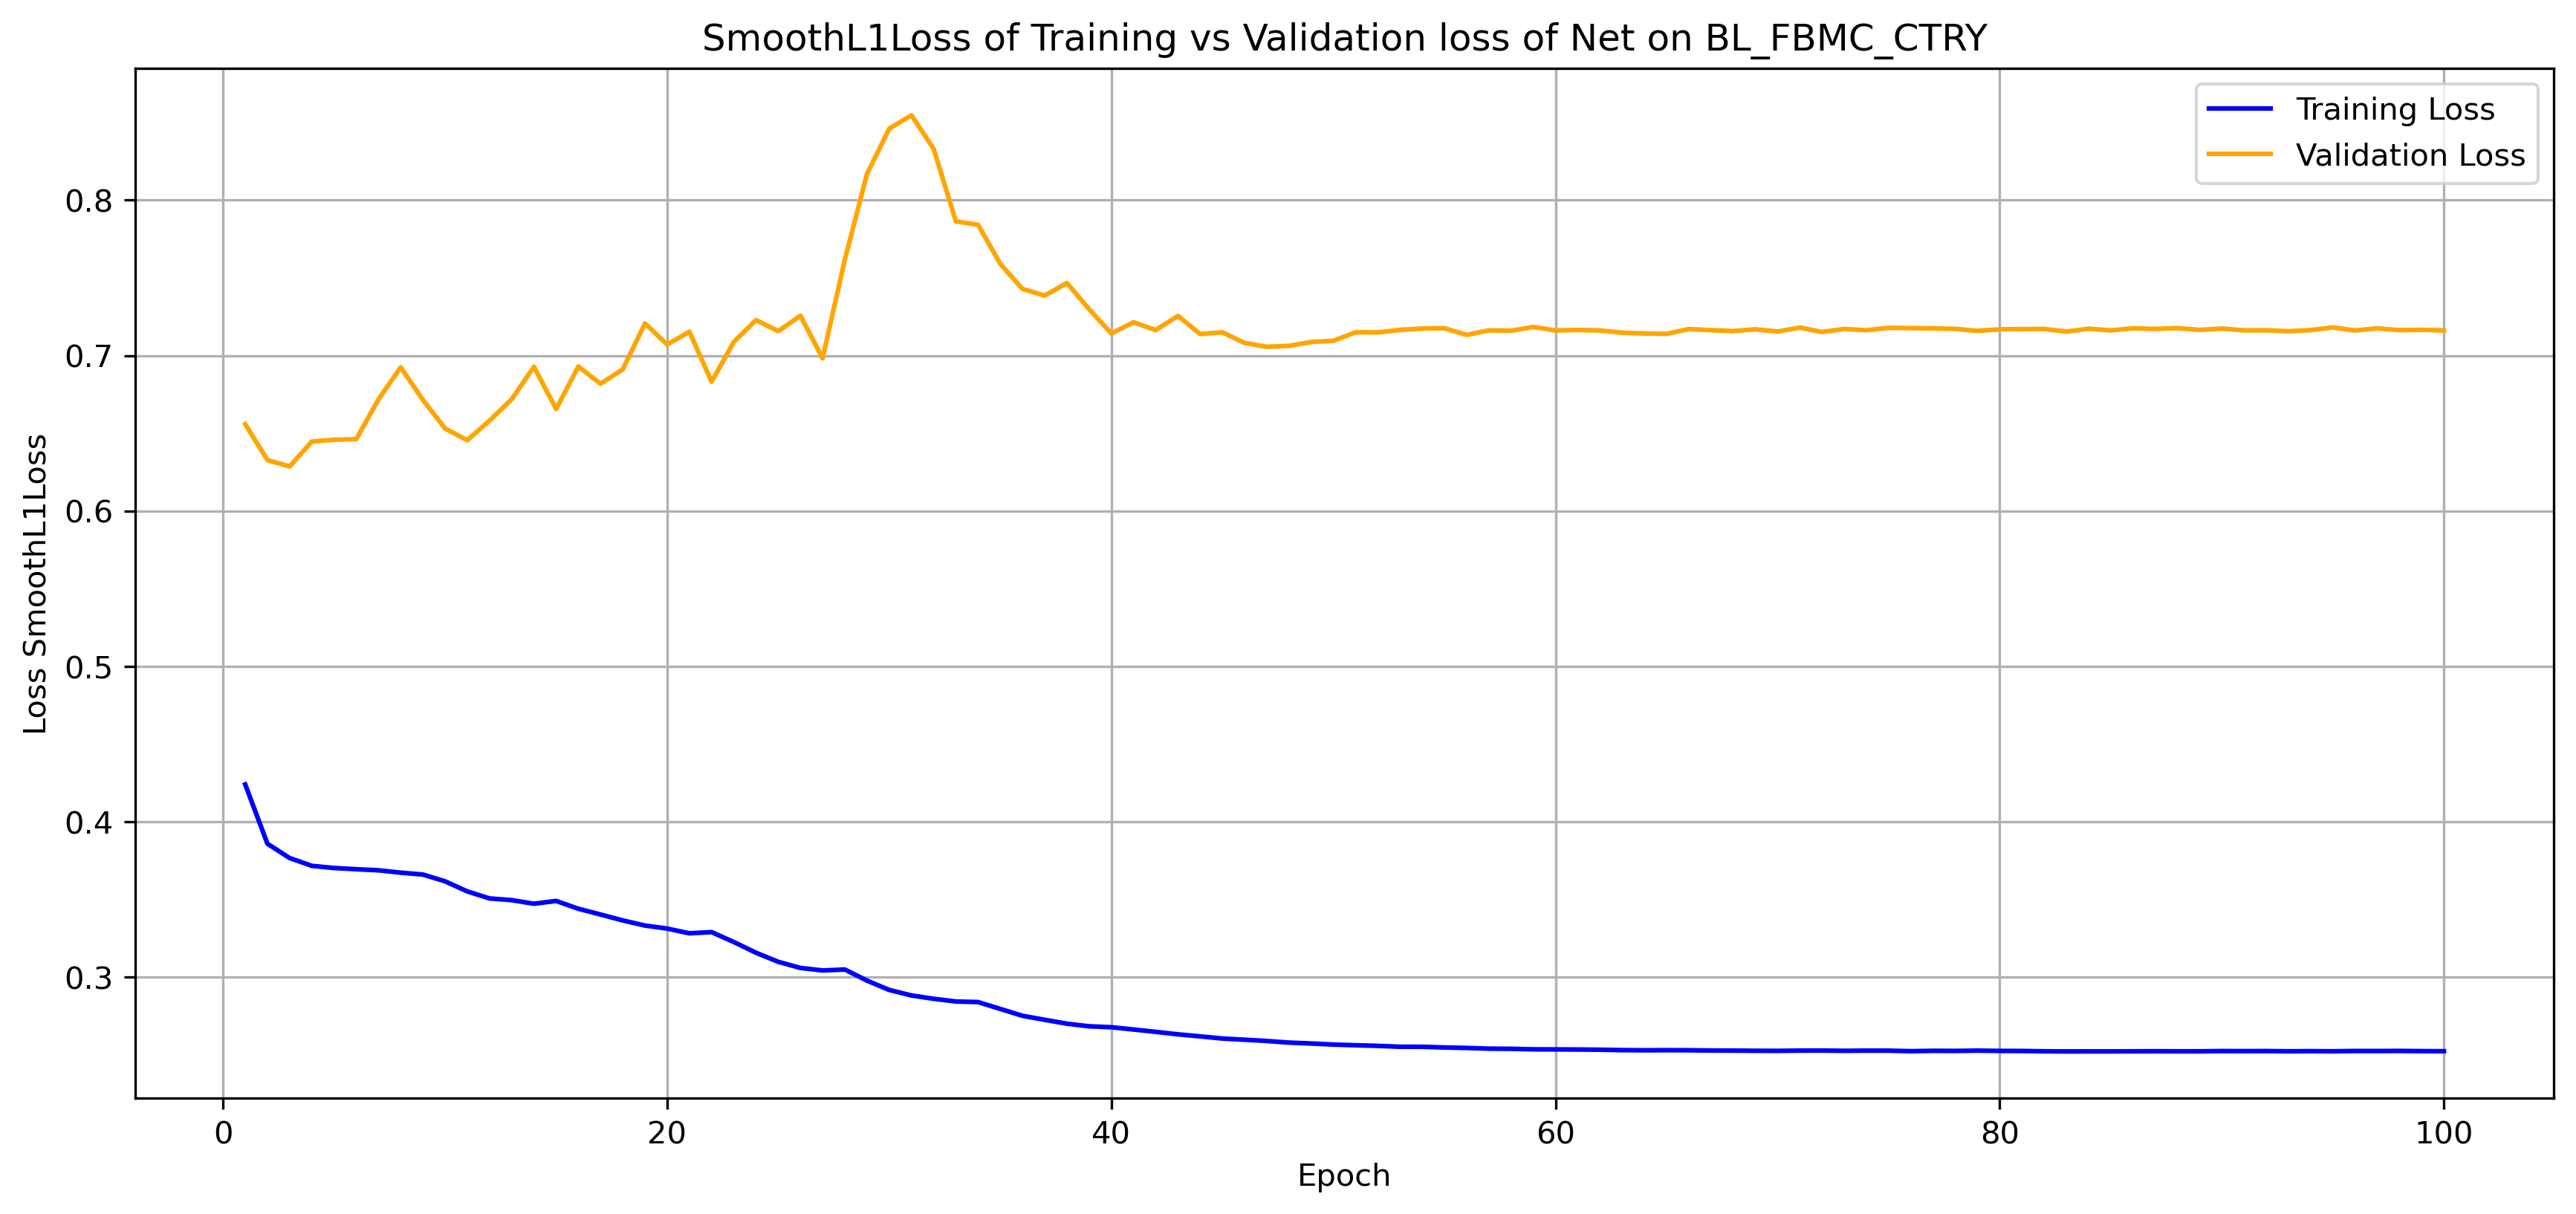 SmoothL1Loss of Training vs Validation loss of Net on BL_FBMC_CTRY
Training Loss
Validation Loss
Loss SmoothL1Loss
0.8
0.7
0.6
0.5
0.4
0.3
0 20 40 60 80 100
Epoch